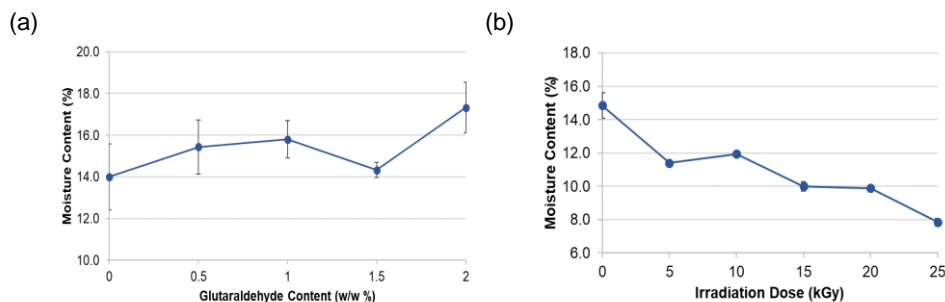 (a)
20.0
18.0
16.0
14.0
12.0
10.0
Moisture Content (%)
0 0.5 1 1.5 2
Glutaraldehyde Content (w/w %)
(b)
18.0
16.0
14.0
12.0
10.0
8.0
6.0
Moisture Content (%)
0 5 10 15 20 25
Irradiation Dose (kGy)